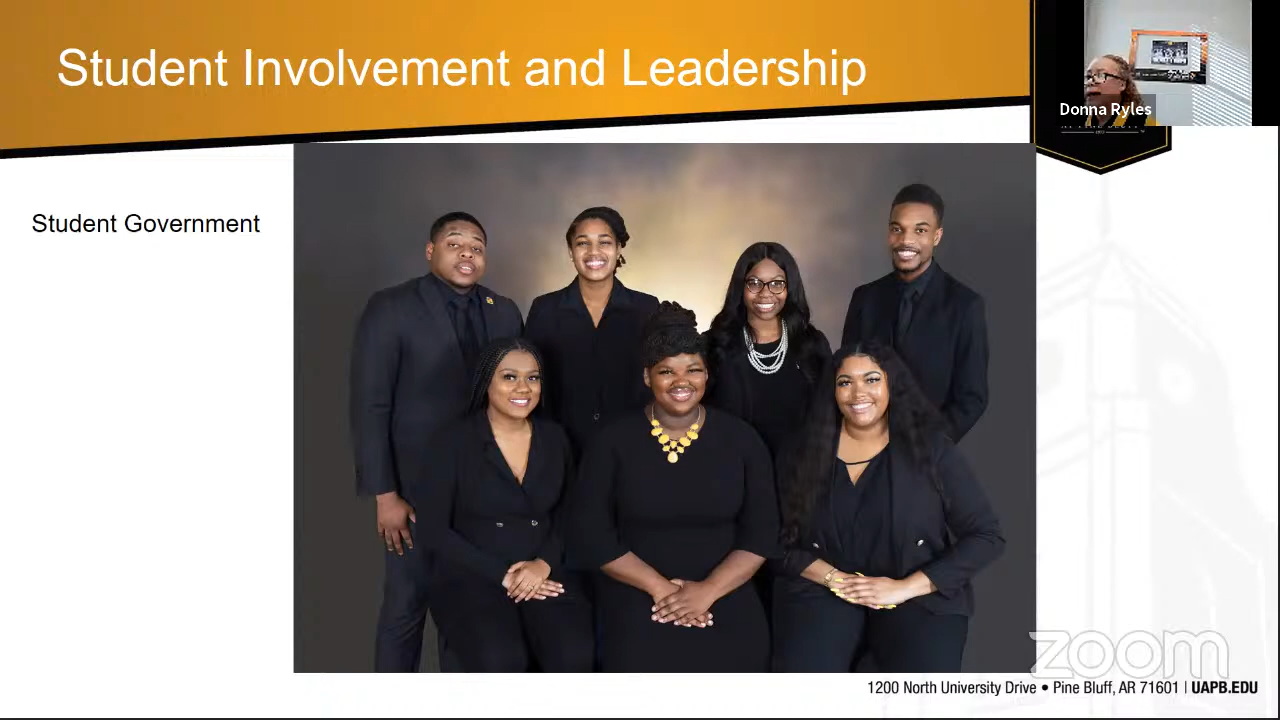 Student Involvement and Leadership
Donna Ryles
Student Government
zoom
1200 North University Drive • Pine Bluff, AR 71601 | UAPB.EDU